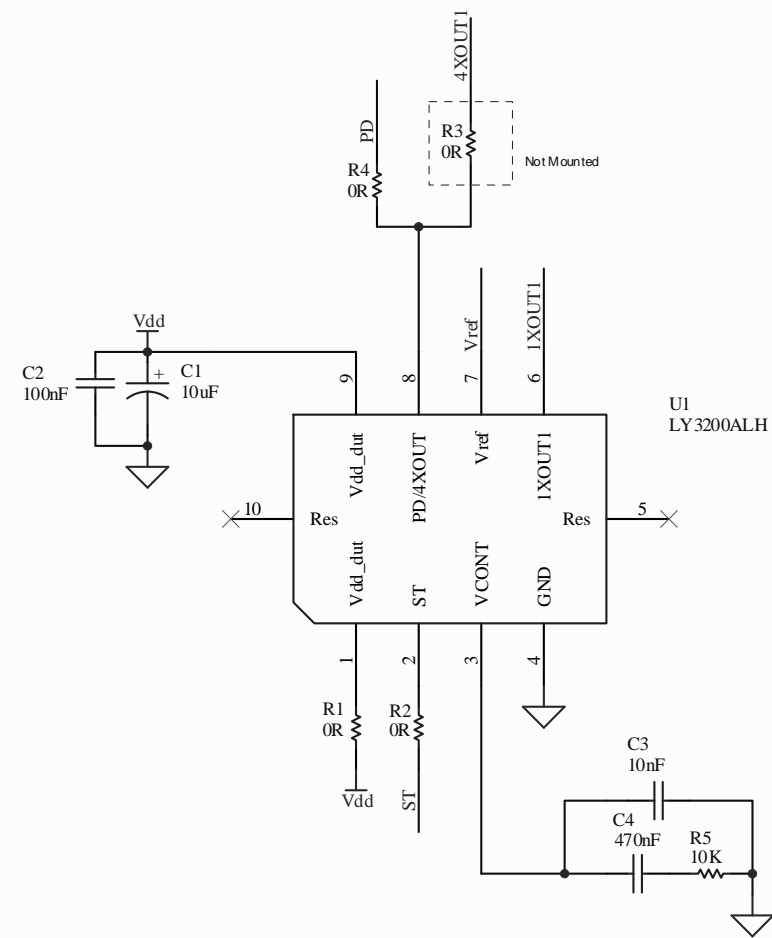 4XOUT1
PD
R3
0R
Not Mounted
R4
0R
Vref
1XOUT1
Vdd
C2
100nF
+
C1
10uF
9
8
7
6
U1
LY3200ALH
Vdd_dut
PD/4XOUT
Vref
1XOUT1
10
Res
Res
5
Vdd_dut
ST
VCONT
GND
1
2
3
4
R1
0R
R2
0R
Vdd
ST
C3
10nF
C4
470nF
R5
10K